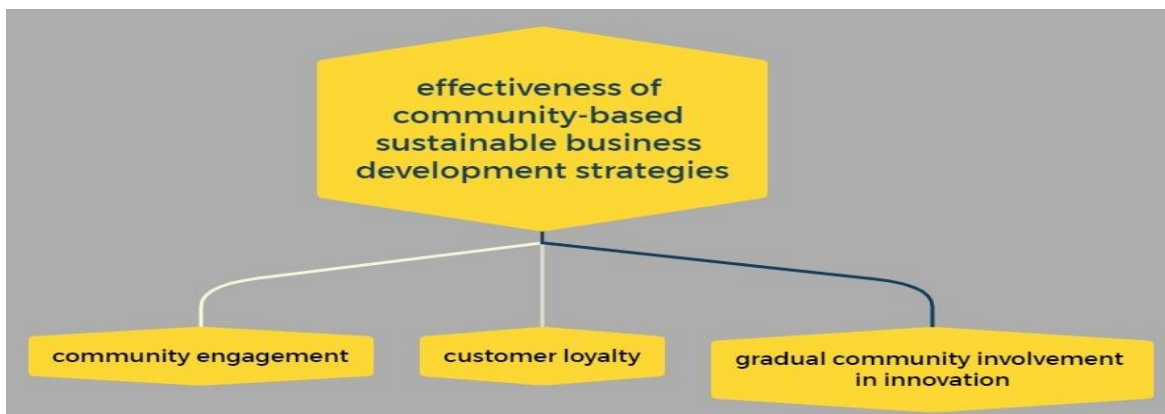 effectiveness of
community-based
sustainable business
development strategies
community engagement
customer loyalty
gradual community involvement
in innovation